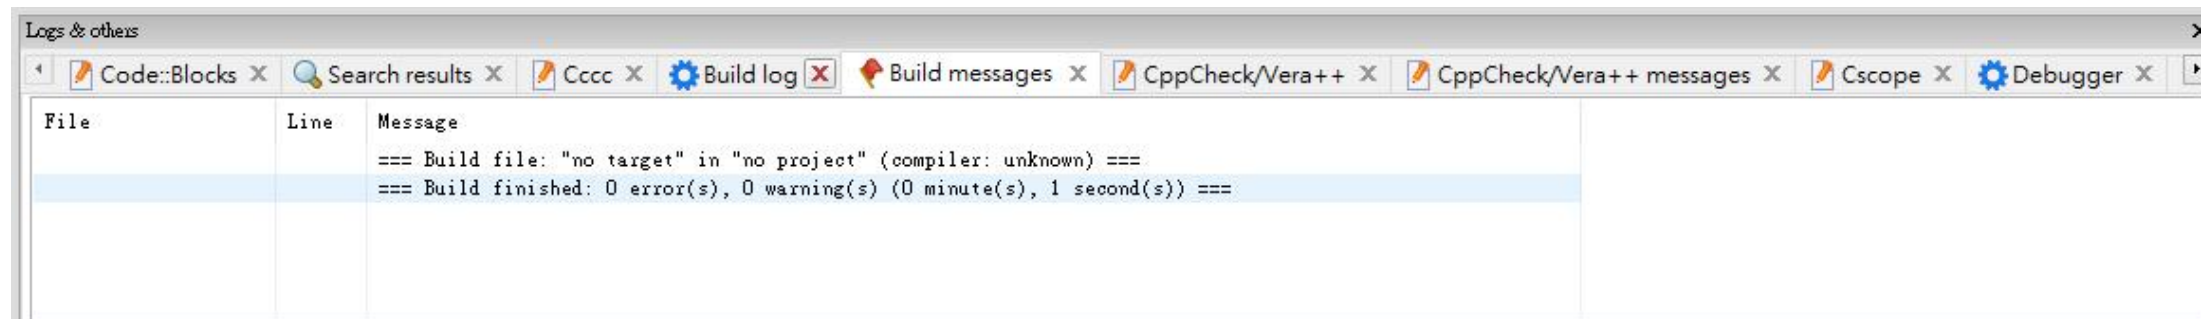 Logs & others
Code::Blocks Search results Cccc Build log Build messages CppCheck/Vera++ CppCheck/Vera++ messages Cscope Debugger
File Line Message
=== Build file: "no target" in "no project" (compiler: unknown) ===
=== Build finished: 0 error(s), 0 warning(s) (0 minute(s), 1 second(s)) ===